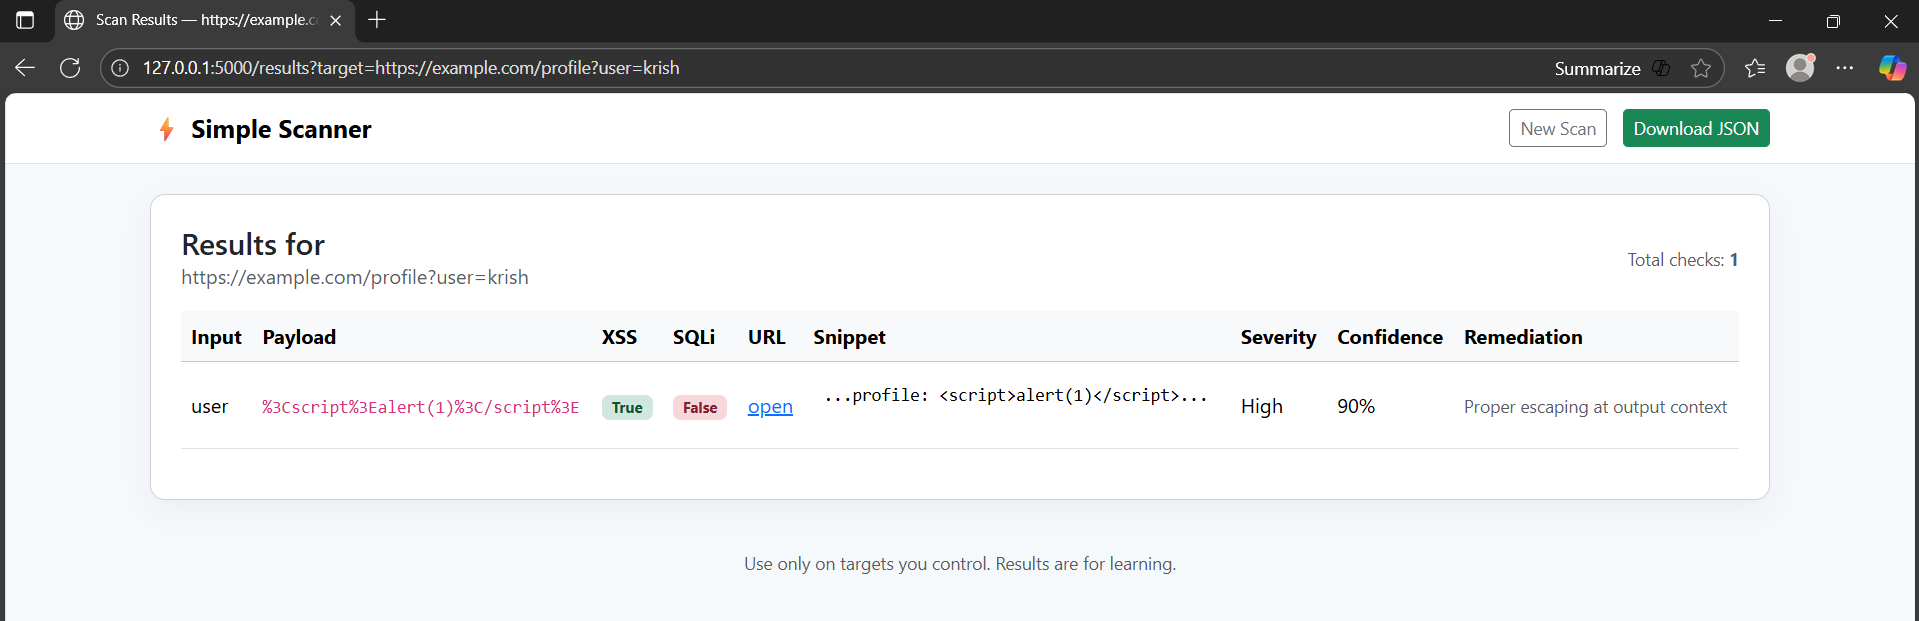 Scan Results — https://example.c
127.0.0.1:5000/results?target=https://example.com/profile?user=krish
Summarize
Simple Scanner
New Scan
Download JSON
Results for
https://example.com/profile?user=krish
Total checks: 1
Input Payload XSS SQLi URL Snippet Severity Confidence Remediation
user %3Cscript%3Ealert(1)%3C/script%3E True False open ...profile: <script>alert(1)</script>... High 90% Proper escaping at output context
Use only on targets you control. Results are for learning.